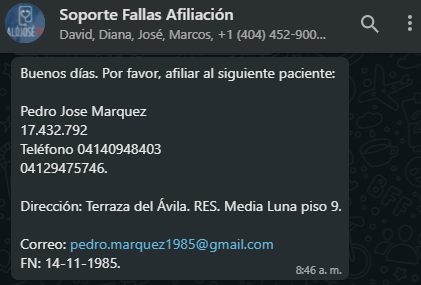 Soporte Fallas Afiliación
David, Diana, José, Marcos, +1 (404) 452-900...
Buenos días. Por favor, afiliar al siguiente paciente:
Pedro Jose Marquez
17.432.792
Teléfono 04140948403
04129475746.
Dirección: Terraza del Ávila. RES. Media Luna piso 9.
Correo: pedro.marquez1985@gmail.com
FN: 14-11-1985.
8:46 a. m.